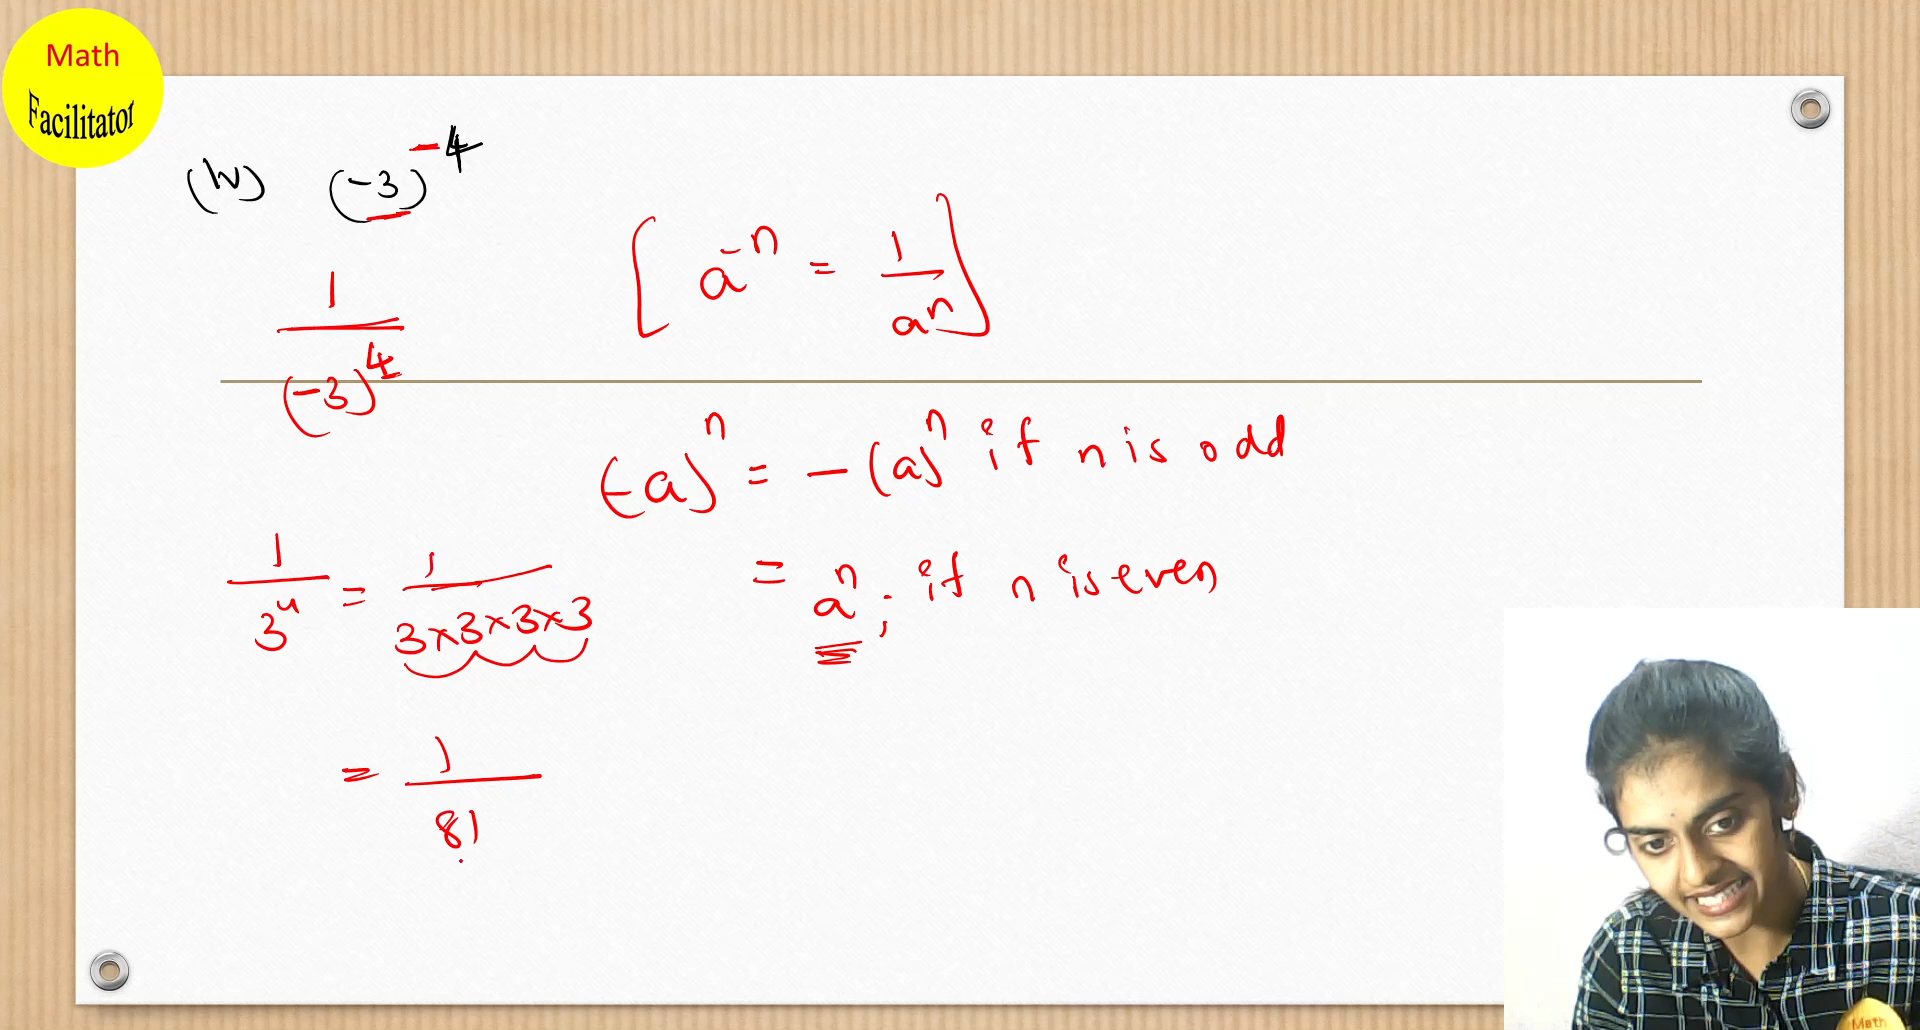 Math
Facilitator
(iv) (-3)^-4
[a^-n = 1/a^n]
1/(-3)^4
(-a)^n = -(a)^n if n is odd
= a^n ; if n is even
1/3^4 = 1/3×3×3×3
= 1/81
Math